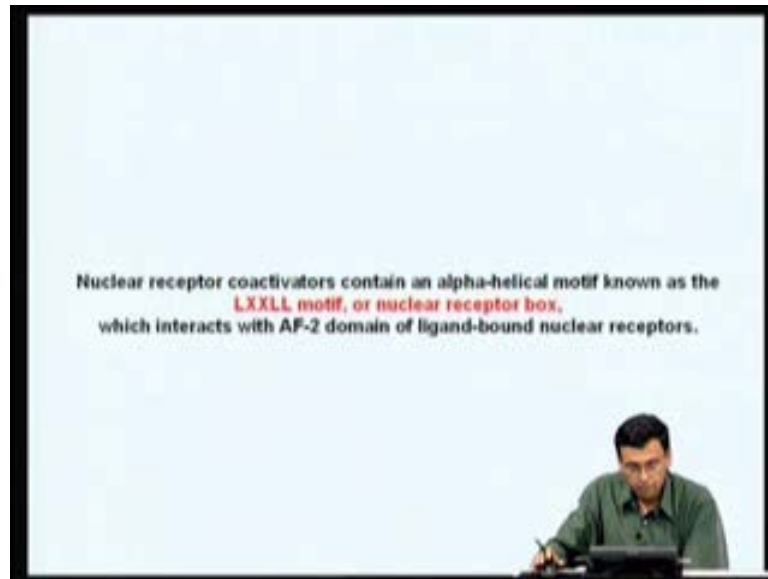 Nuclear receptor coactivators contain an alpha-helical motif known as the
LXXLL motif, or nuclear receptor box,
which interacts with AF-2 domain of ligand-bound nuclear receptors.